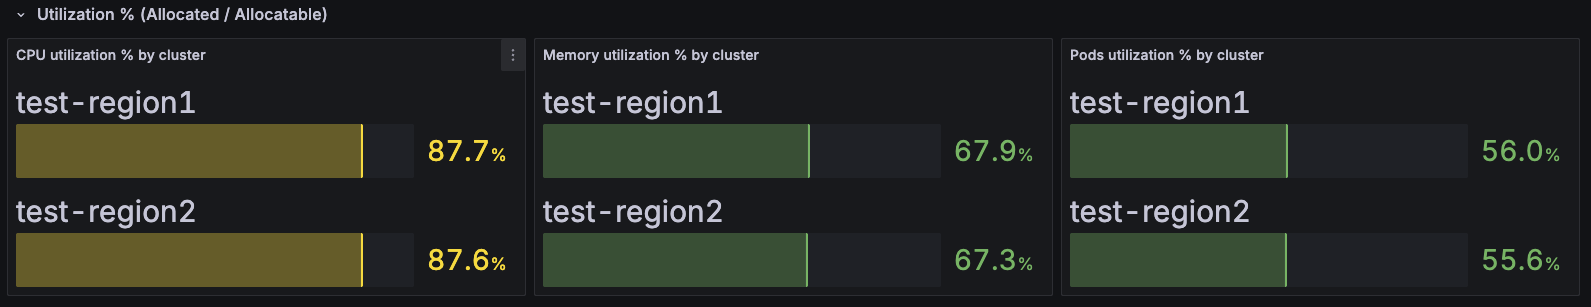 Utilization % (Allocated / Allocatable)
CPU utilization % by cluster
test-region1
87.7%
test-region2
87.6%
Memory utilization % by cluster
test-region1
67.9%
test-region2
67.3%
Pods utilization % by cluster
test-region1
56.0%
test-region2
55.6%